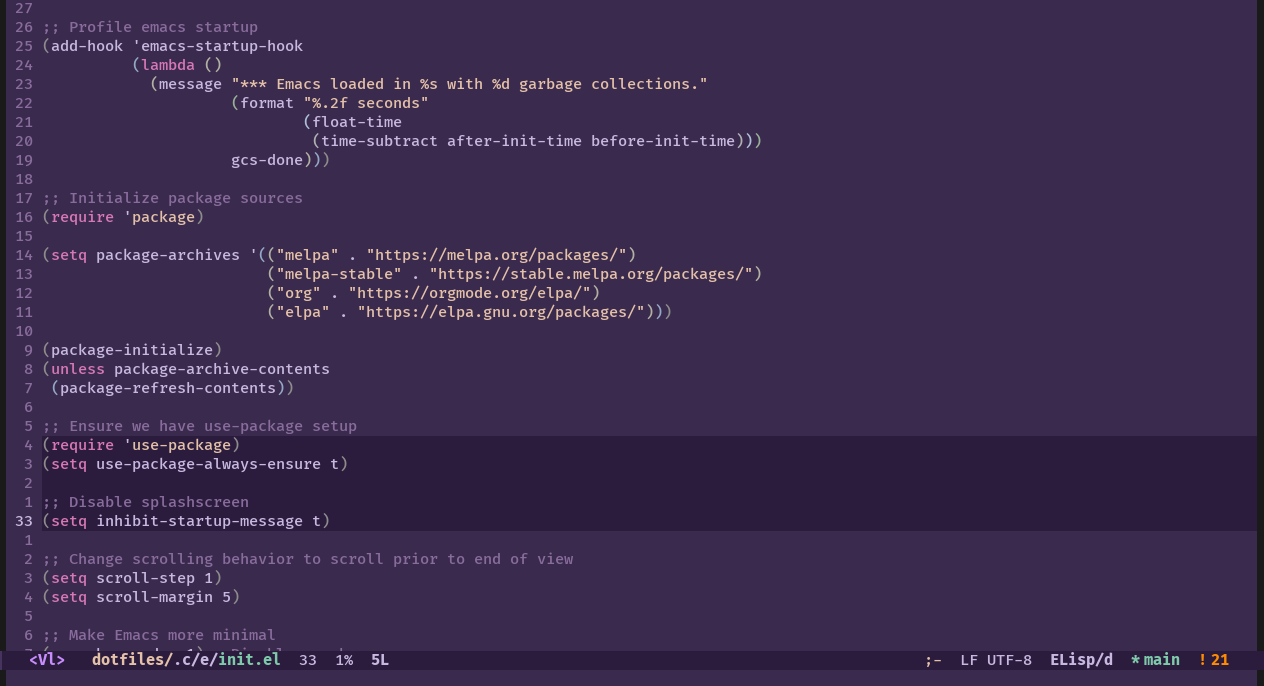 27
26 ;; Profile emacs startup
25 (add-hook 'emacs-startup-hook
24           (lambda ()
23             (message "*** Emacs loaded in %s with %d garbage collections."
22                      (format "%.2f seconds"
21                              (float-time
20                               (time-subtract after-init-time before-init-time)))
19                      gcs-done)))
18
17 ;; Initialize package sources
16 (require 'package)
15
14 (setq package-archives '(("melpa" . "https://melpa.org/packages/")
13                          ("melpa-stable" . "https://stable.melpa.org/packages/")
12                          ("org" . "https://orgmode.org/elpa/")
11                          ("elpa" . "https://elpa.gnu.org/packages/")))
10
9 (package-initialize)
8 (unless package-archive-contents
7  (package-refresh-contents))
6
5 ;; Ensure we have use-package setup
4 (require 'use-package)
3 (setq use-package-always-ensure t)
2
1 ;; Disable splashscreen
33 (setq inhibit-startup-message t)
1
2 ;; Change scrolling behavior to scroll prior to end of view
3 (setq scroll-step 1)
4 (setq scroll-margin 5)
5
6 ;; Make Emacs more minimal
<Vl> dotfiles/.c/e/init.el 33 1% 5L ;- LF UTF-8 ELisp/d *main !21